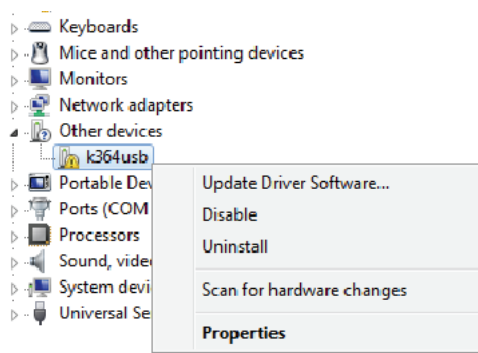 Keyboards
Mice and other pointing devices
Monitors
Network adapters
Other devices
k364usb
Portable Dev
Update Driver Software...
Ports (COM
Disable
Processors
Uninstall
Sound, vide
System devi
Scan for hardware changes
Universal Se
Properties